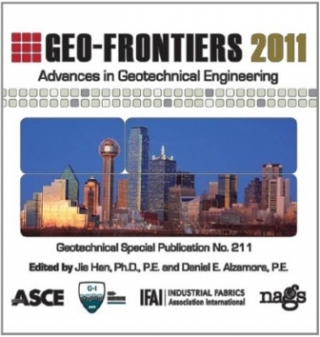 GEO-FRONTIERS 2011
Advances in Geotechnical Engineering
Geotechnical Special Publication No. 211
Edited by Jie Han, Ph.D., P.E. and Daniel E. Alzamora, P.E.
ASCE
G-I
IFAI INDUSTRIAL FABRICS
Association International
nags